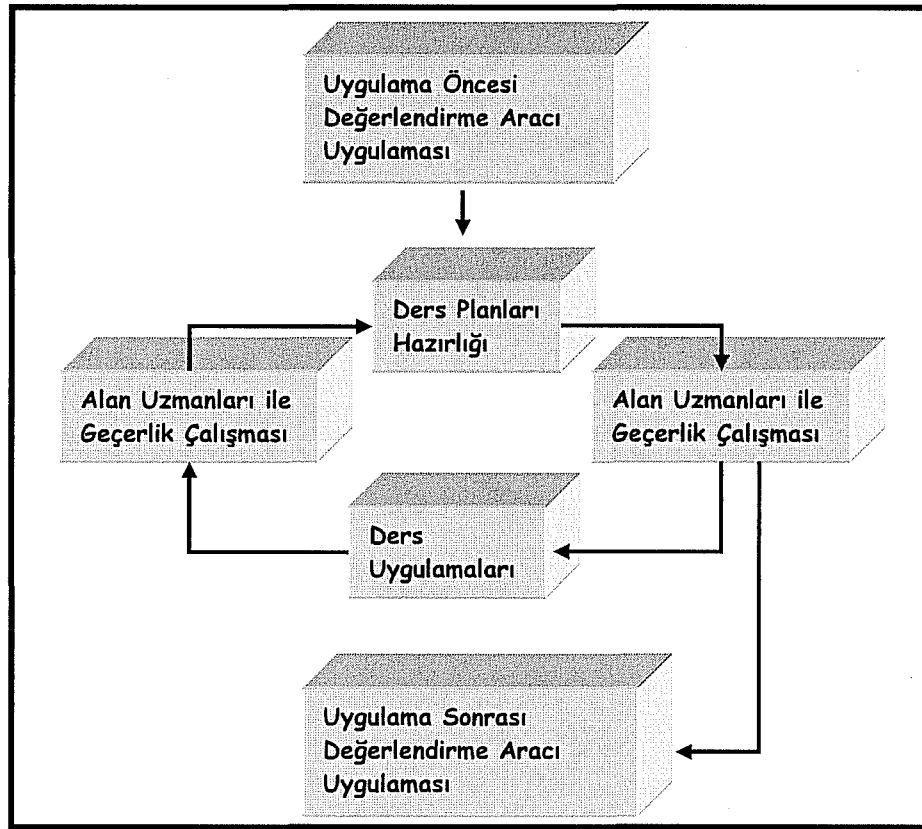 Uygulama Öncesi
Değerlendirme Aracı
Uygulaması
Ders Planları
Hazırlığı
Alan Uzmanları ile
Geçerlik Çalışması
Alan Uzmanları ile
Geçerlik Çalışması
Ders
Uygulamaları
Uygulama Sonrası
Değerlendirme Aracı
Uygulaması